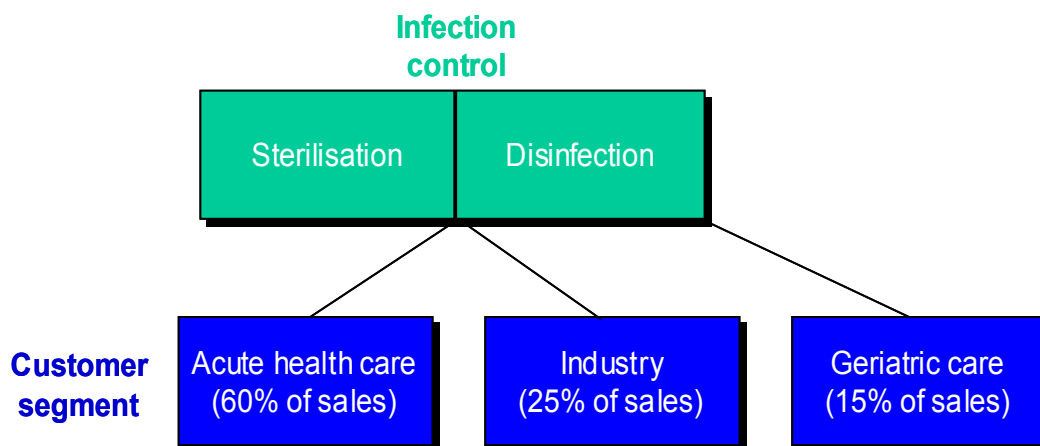 Infection
control
Sterilisation
Disinfection
Customer
segment
Acute health care
(60% of sales)
Industry
(25% of sales)
Geriatric care
(15% of sales)